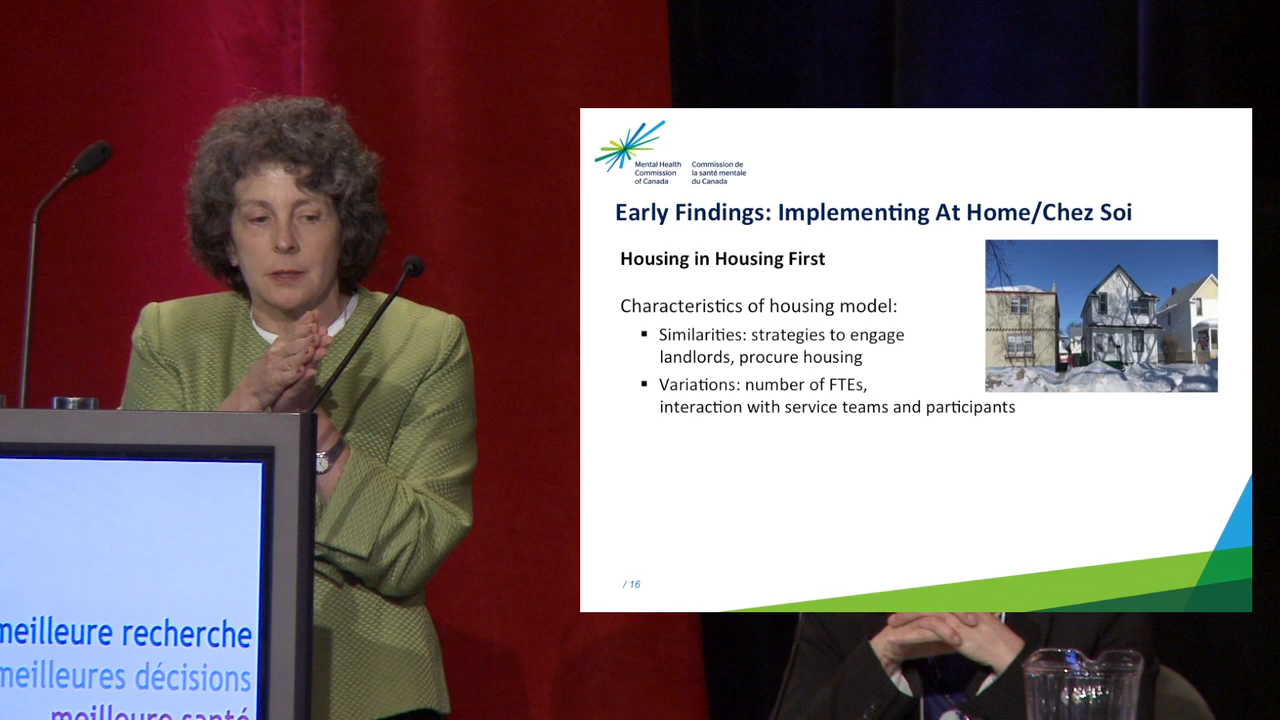 Mental Health
Commission
of Canada
Commission de
la santé mentale
du Canada
Early Findings: Implementing At Home/Chez Soi
Housing in Housing First
Characteristics of housing model:
▪ Similarities: strategies to engage
landlords, procure housing
▪ Variations: number of FTEs,
interaction with service teams and participants
/ 16
meilleure recherche
meilleures décisions
meilleure santé